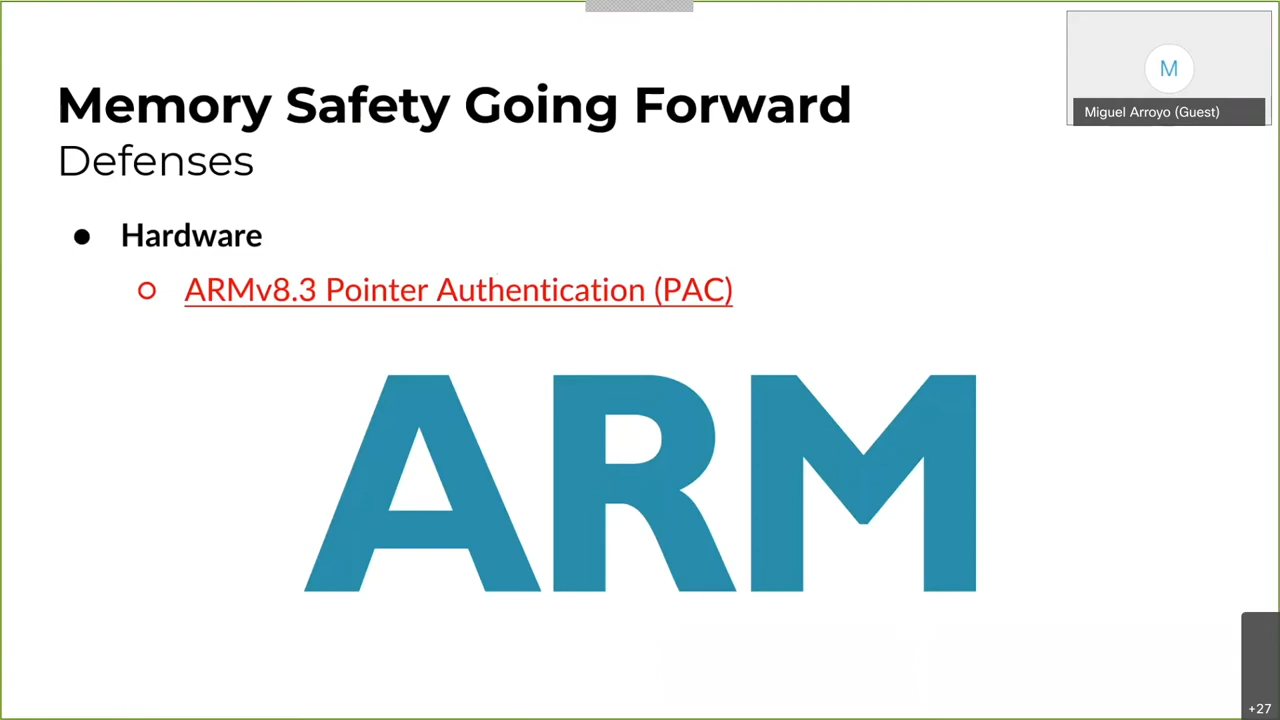 Memory Safety Going Forward
Defenses
M
Miguel Arroyo (Guest)
● Hardware
○ ARMv8.3 Pointer Authentication (PAC)
ARM
+27